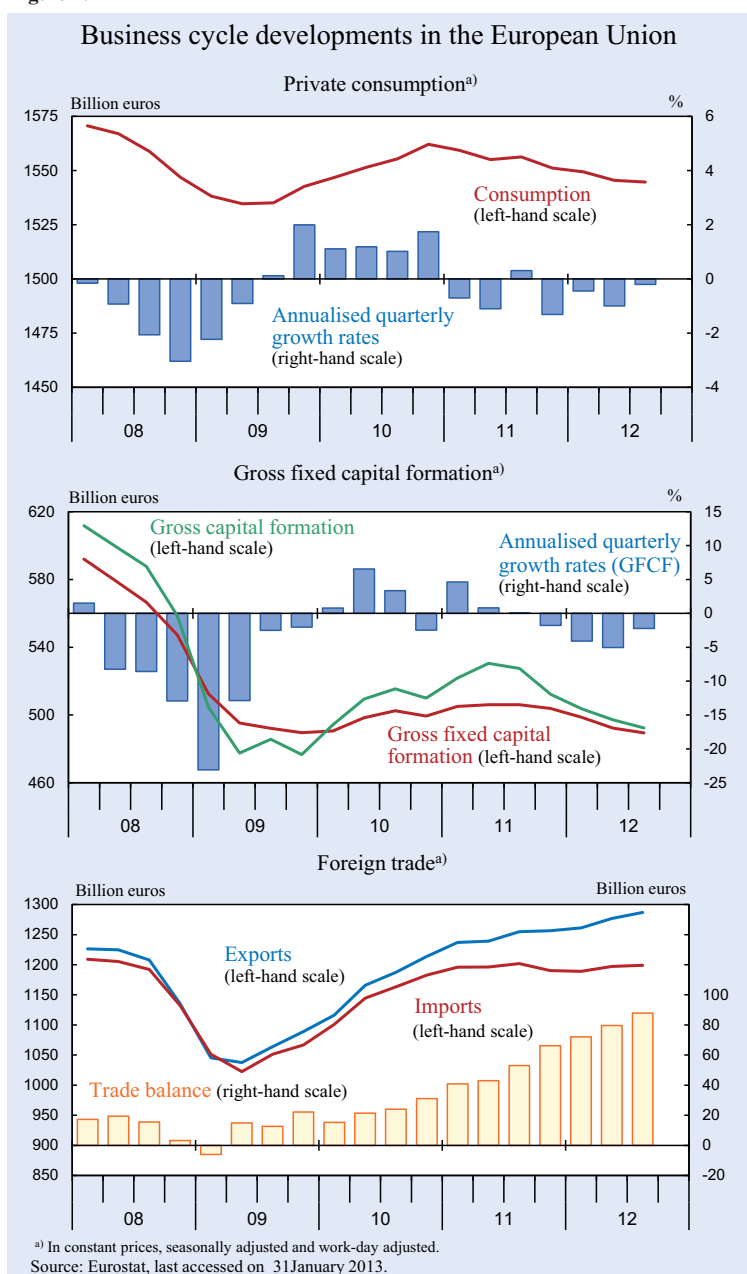 Business cycle developments in the European Union
Private consumptionᵃ⁾
Billion euros %
1575 6
1550 4
Consumption
(left-hand scale)
1525 2
1500 0
Annualised quarterly
growth rates
(right-hand scale)
1475 -2
1450 -4
08 09 10 11 12
Gross fixed capital formationᵃ⁾
Billion euros %
620 15
Gross capital formation
(left-hand scale)
Annualised quarterly
growth rates (GFCF)
(right-hand scale)
10
580 5
0
540 -5
-10
500 -15
Gross fixed capital
formation (left-hand scale)
-20
460 -25
08 09 10 11 12
Foreign tradeᵃ⁾
Billion euros Billion euros
1300
1250
Exports
(left-hand scale)
1200
1150 100
Imports
(left-hand scale)
1100 80
1050 60
1000 40
Trade balance (right-hand scale)
950 20
900 0
850 -20
08 09 10 11 12
ᵃ⁾ In constant prices, seasonally adjusted and work-day adjusted.
Source: Eurostat, last accessed on 31January 2013.